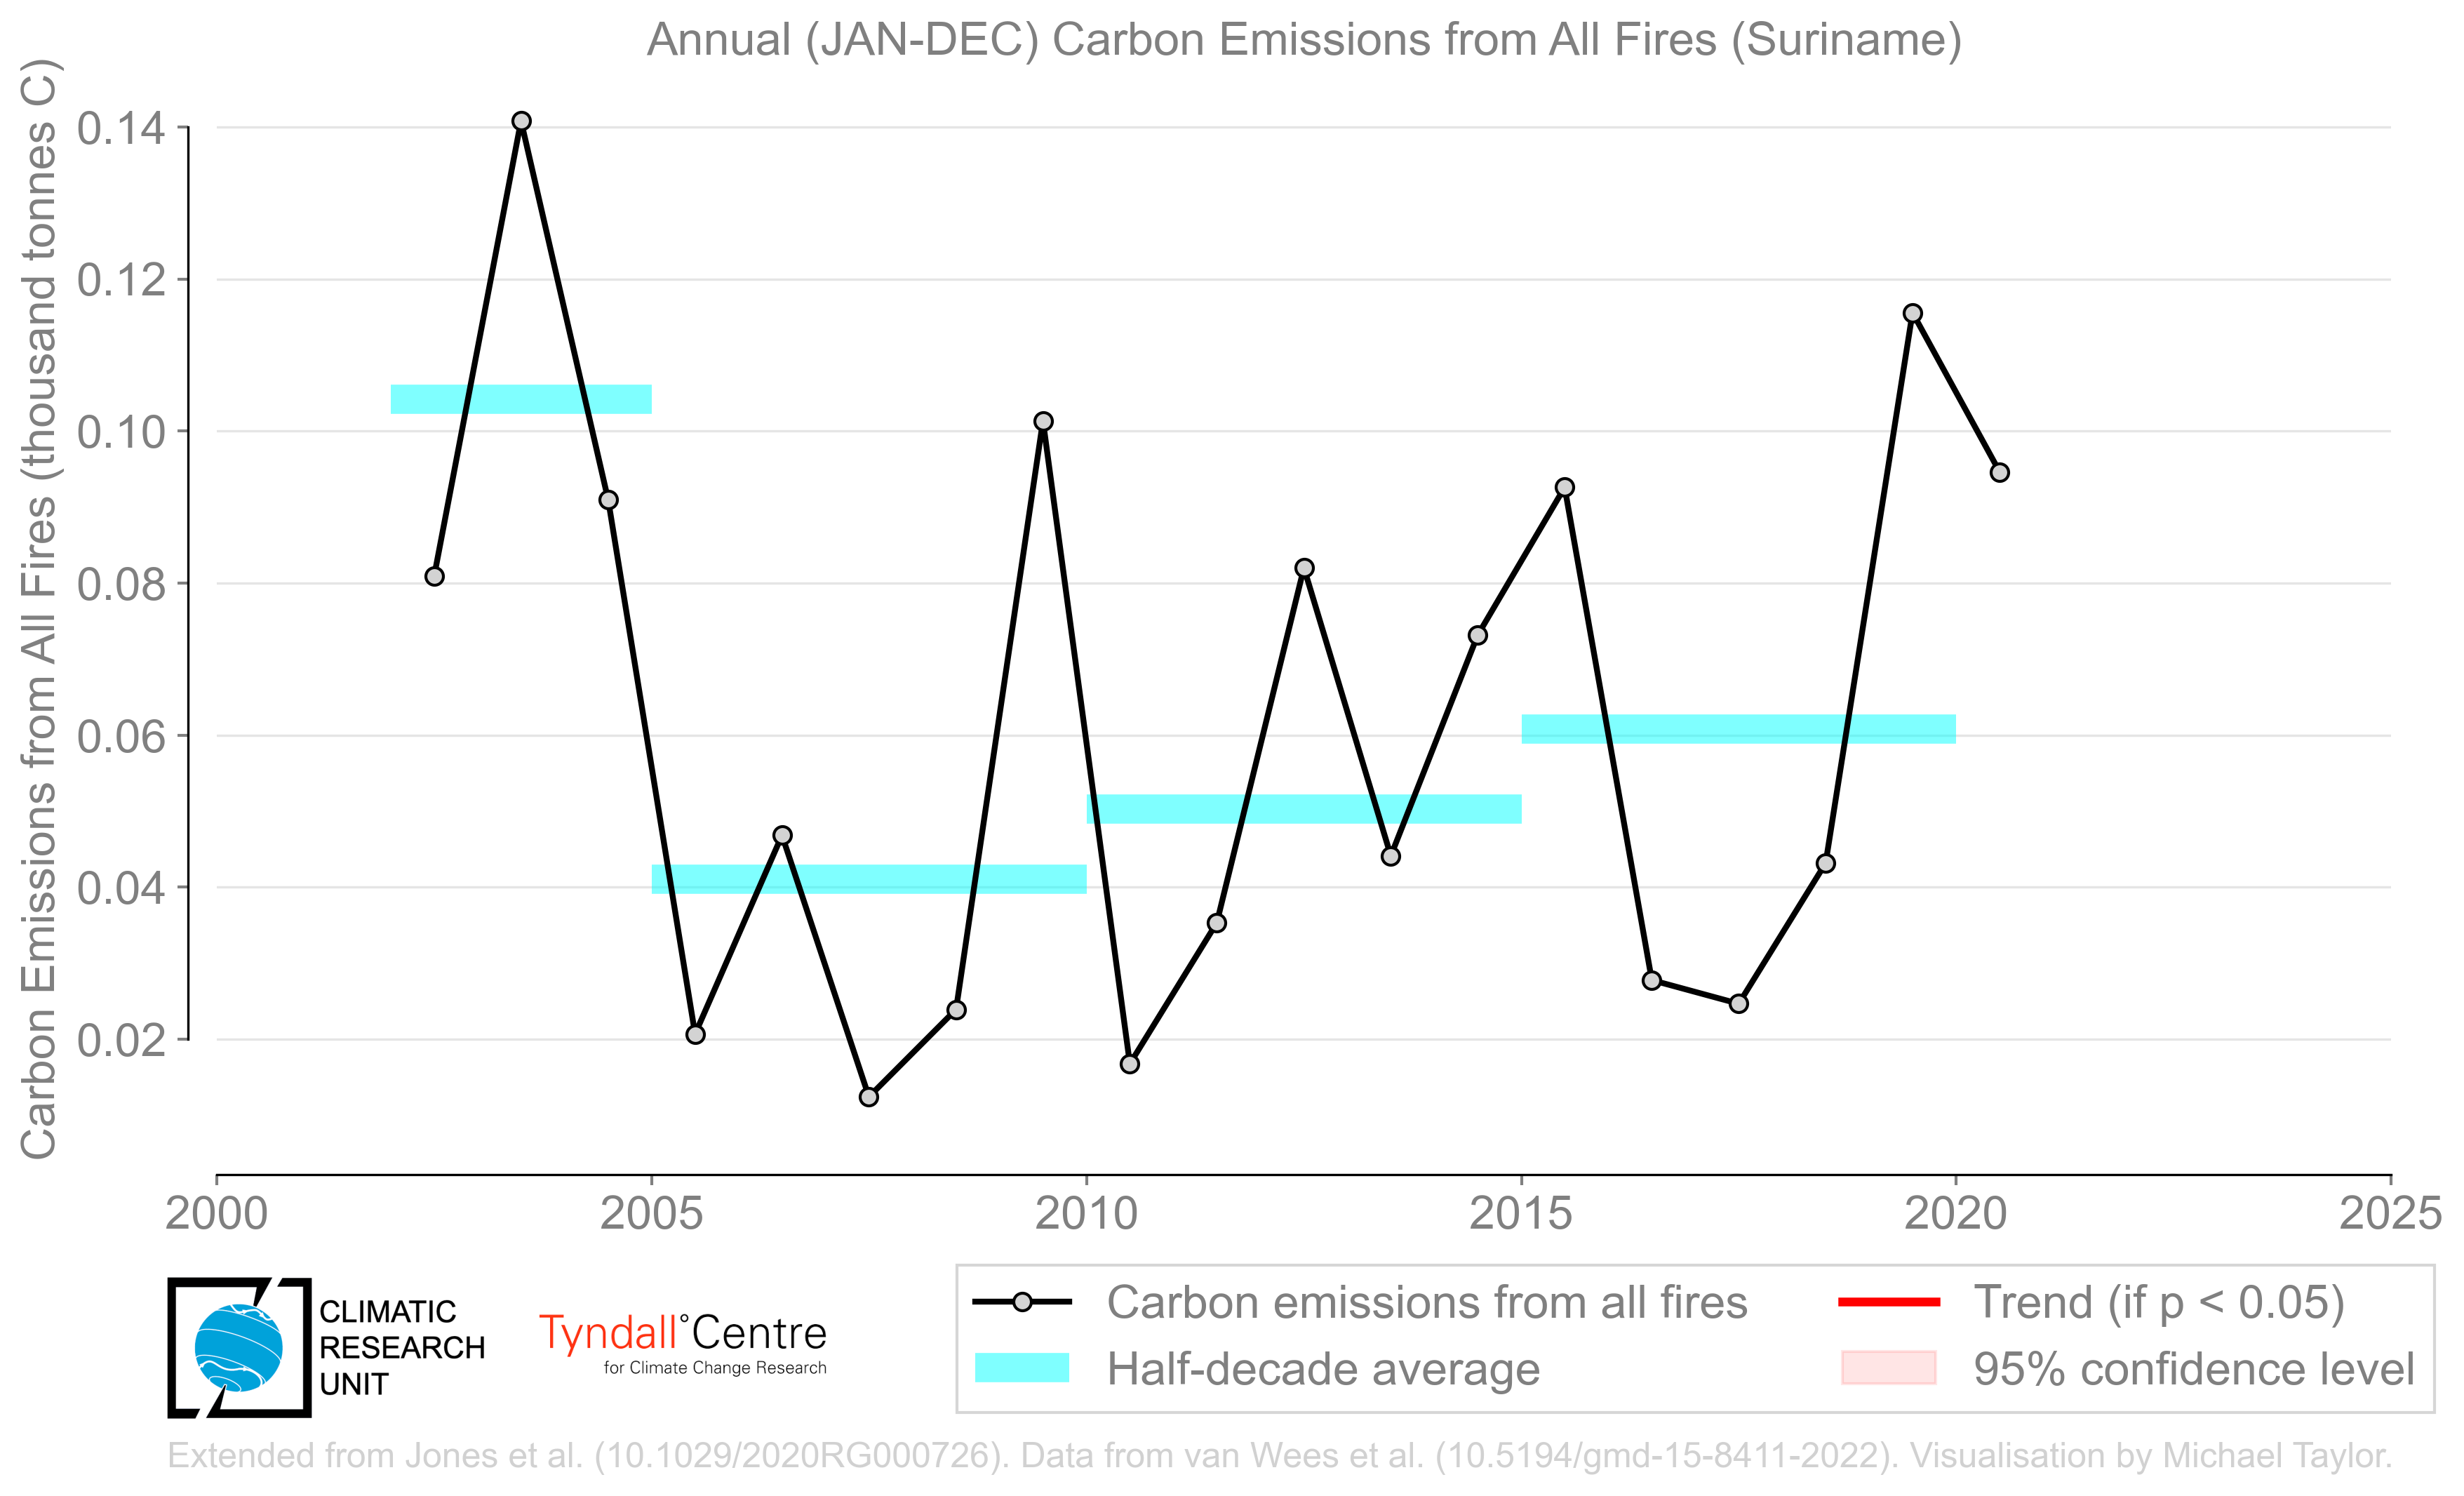 Annual (JAN-DEC) Carbon Emissions from All Fires (Suriname)
Carbon Emissions from All Fires (thousand tonnes C)
0.14
0.12
0.10
0.08
0.06
0.04
0.02
2000 2005 2010 2015 2020 2025
CLIMATIC
RESEARCH
UNIT
Tyndall°Centre
for Climate Change Research
Carbon emissions from all fires
Half-decade average
Trend (if p < 0.05)
95% confidence level
Extended from Jones et al. (10.1029/2020RG000726). Data from van Wees et al. (10.5194/gmd-15-8411-2022). Visualisation by Michael Taylor.